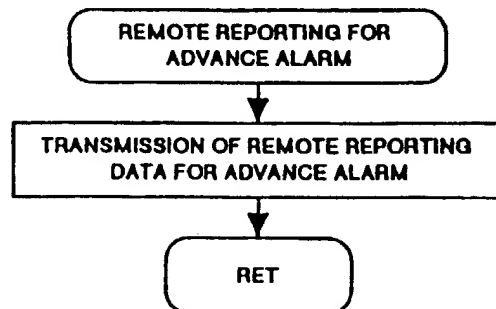 REMOTE REPORTING FOR
ADVANCE ALARM
TRANSMISSION OF REMOTE REPORTING
DATA FOR ADVANCE ALARM
RET